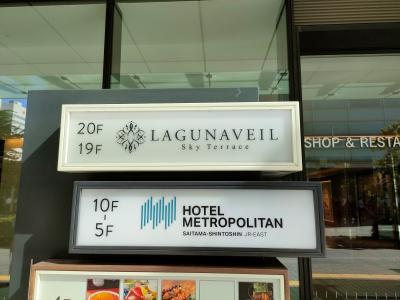 20F
19F
LAGUNAVEIL
Sky Terrace
SHOP & RESTA
10F
-
5F
HOTEL
METROPOLITAN
SAITAMA-SHINTOSHIN JR-EAST